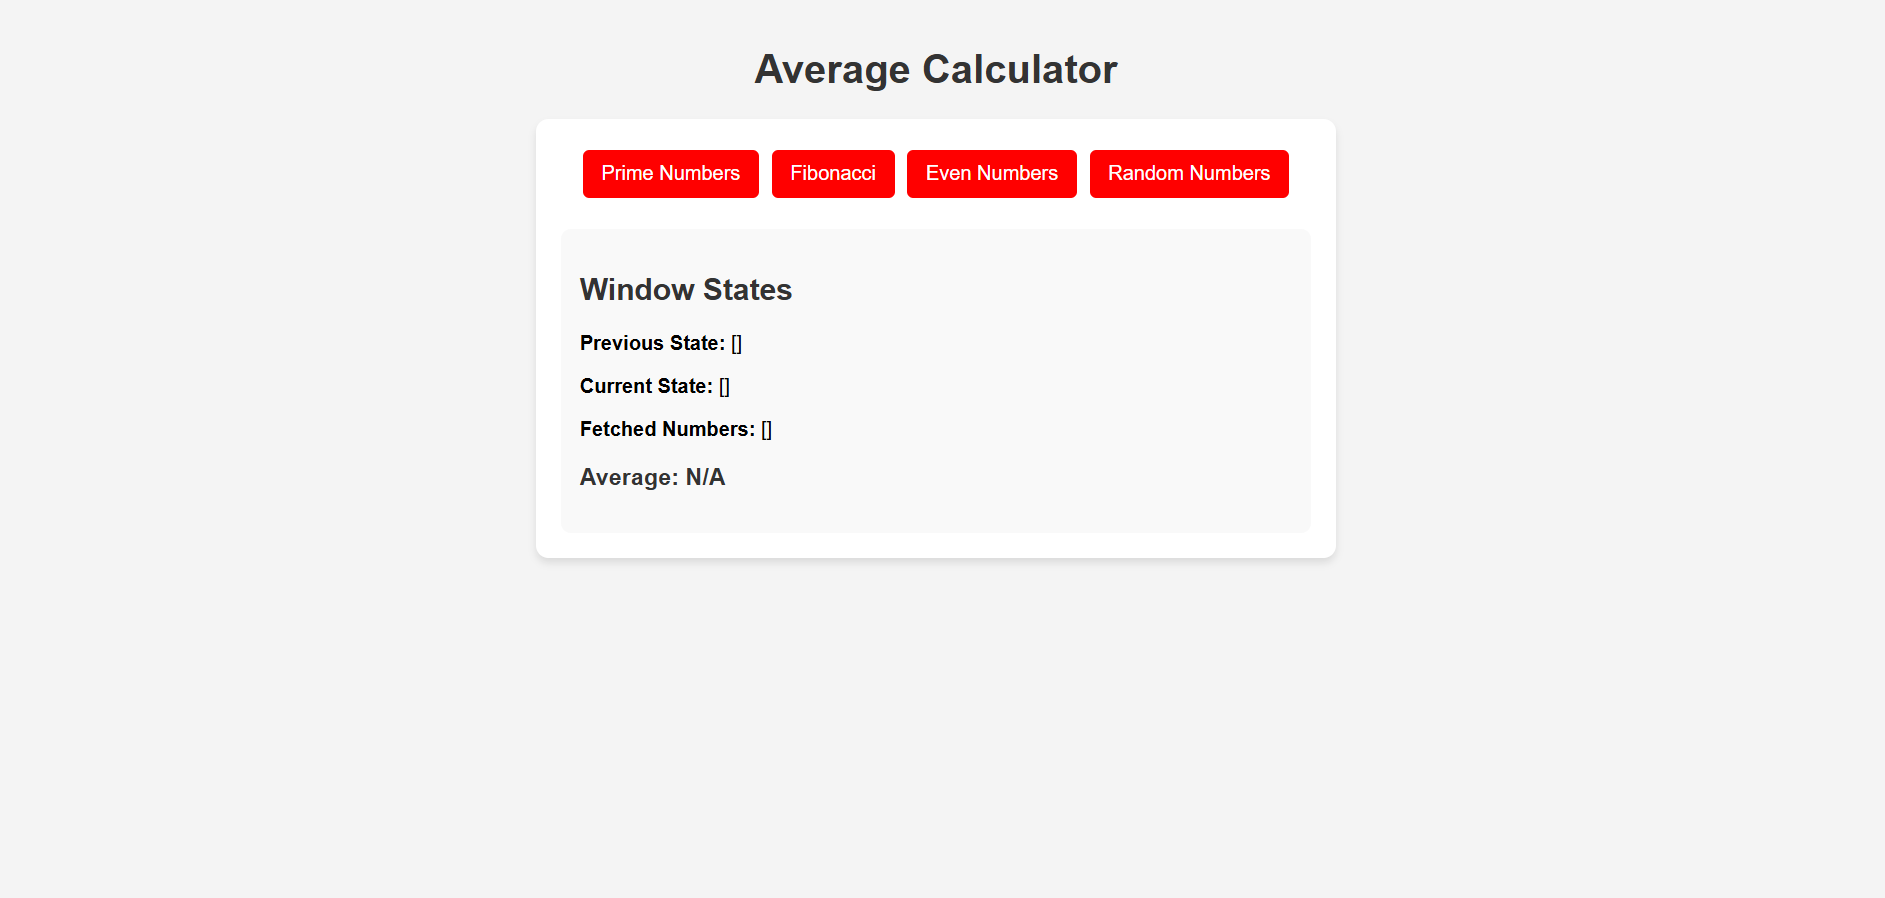 Average Calculator
Prime Numbers Fibonacci Even Numbers Random Numbers
Window States
Previous State: []
Current State: []
Fetched Numbers: []
Average: N/A